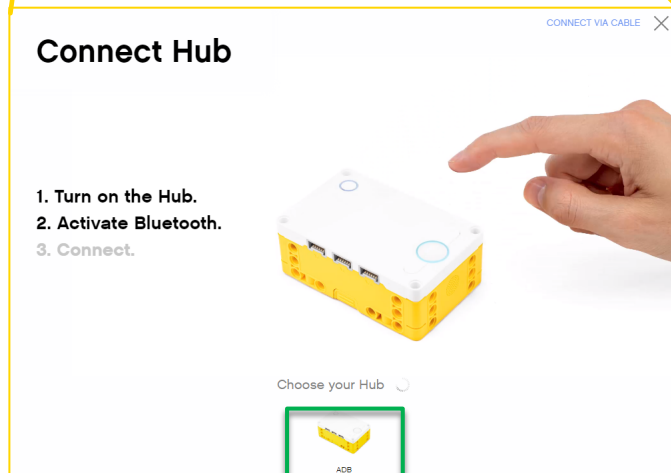 CONNECT VIA CABLE
Connect Hub
1. Turn on the Hub.
2. Activate Bluetooth.
3. Connect.
Choose your Hub
ADB